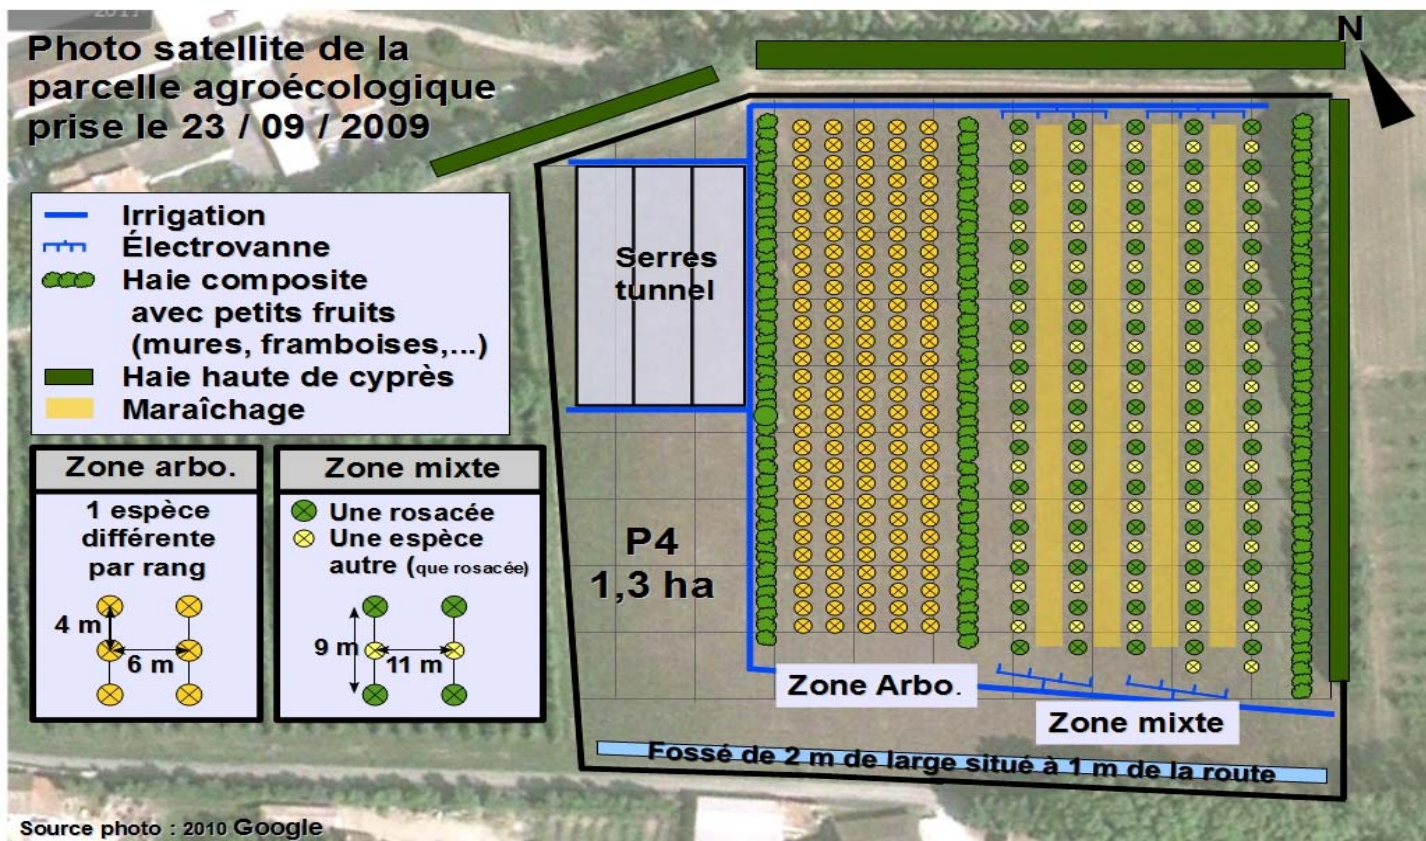 2011
Photo satellite de la
parcelle agroécologique
prise le 23 / 09 / 2009
N
Irrigation
Électrovanne
Haie composite
avec petits fruits
(mures, framboises,...)
Haie haute de cyprès
Maraîchage
Serres
tunnel
Zone arbo.
1 espèce
différente
par rang
4 m
6 m
Zone mixte
Une rosacée
Une espèce
autre (que rosacée)
9 m
11 m
P4
1,3 ha
Zone Arbo.
Zone mixte
Fossé de 2 m de large situé à 1 m de la route
Source photo : 2010 Google